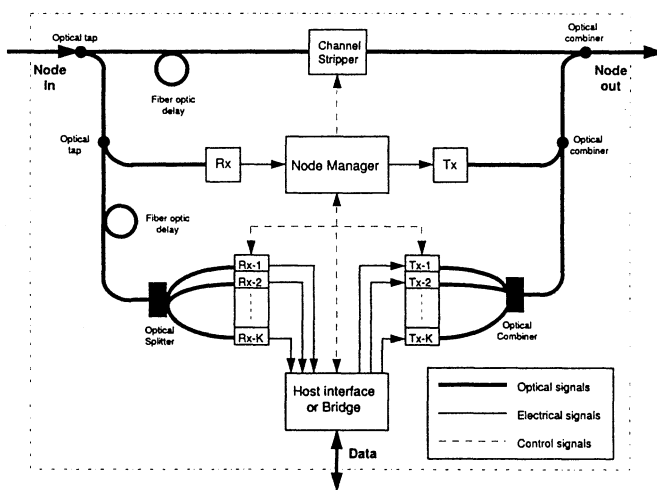 Optical tap
Node
In
Fiber optic
delay
Channel
Stripper
Optical
combiner
Node
out
Optical
tap
Rx
Node Manager
Tx
Optical
combiner
Fiber optic
delay
Optical
Splitter
Rx-1
Rx-2
Rx-K
Tx-1
Tx-2
Tx-K
Optical
Combiner
Host interface
or Bridge
Data
Optical signals
Electrical signals
Control signals